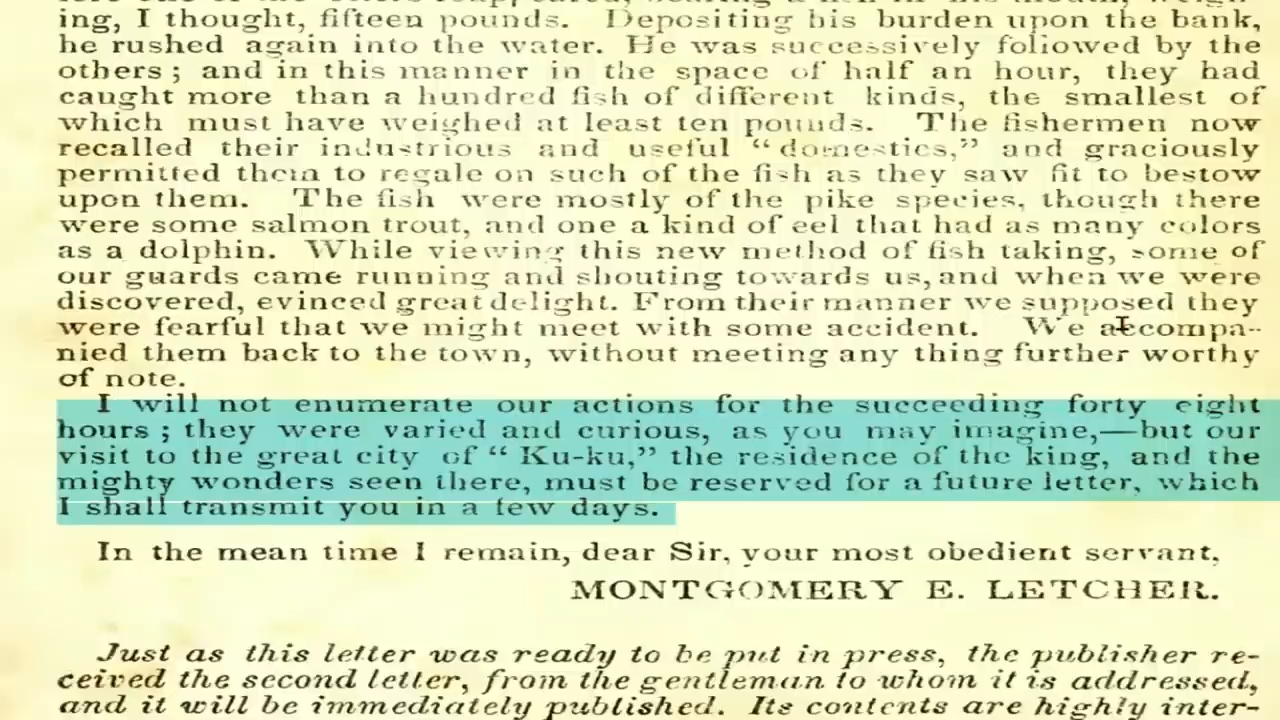 ing, I thought, fifteen pounds. Depositing his burden upon the bank,
he rushed again into the water. He was successively followed by the
others; and in this manner in the space of half an hour, they had
caught more than a hundred fish of different kinds, the smallest of
which must have weighed at least ten pounds. The fishermen now
recalled their industrious and useful "domestics," and graciously
permitted them to regale on such of the fish as they saw fit to bestow
upon them. The fish were mostly of the pike species, though there
were some salmon trout, and one a kind of eel that had as many colors
as a dolphin. While viewing this new method of fish taking, some of
our guards came running and shouting towards us, and when we were
discovered, evinced great delight. From their manner we supposed they
were fearful that we might meet with some accident. We accompa-
nied them back to the town, without meeting any thing further worthy
of note.
I will not enumerate our actions for the succeeding forty eight
hours; they were varied and curious, as you may imagine,—but our
visit to the great city of "Ku-ku," the residence of the king, and the
mighty wonders seen there, must be reserved for a future letter, which
I shall transmit you in a few days.
In the mean time I remain, dear Sir, your most obedient servant,
MONTGOMERY E. LETCHER.
Just as this letter was ready to be put in press, the publisher re-
ceived the second letter, from the gentleman to whom it is addressed,
and it will be immediately published. Its contents are highly inter-